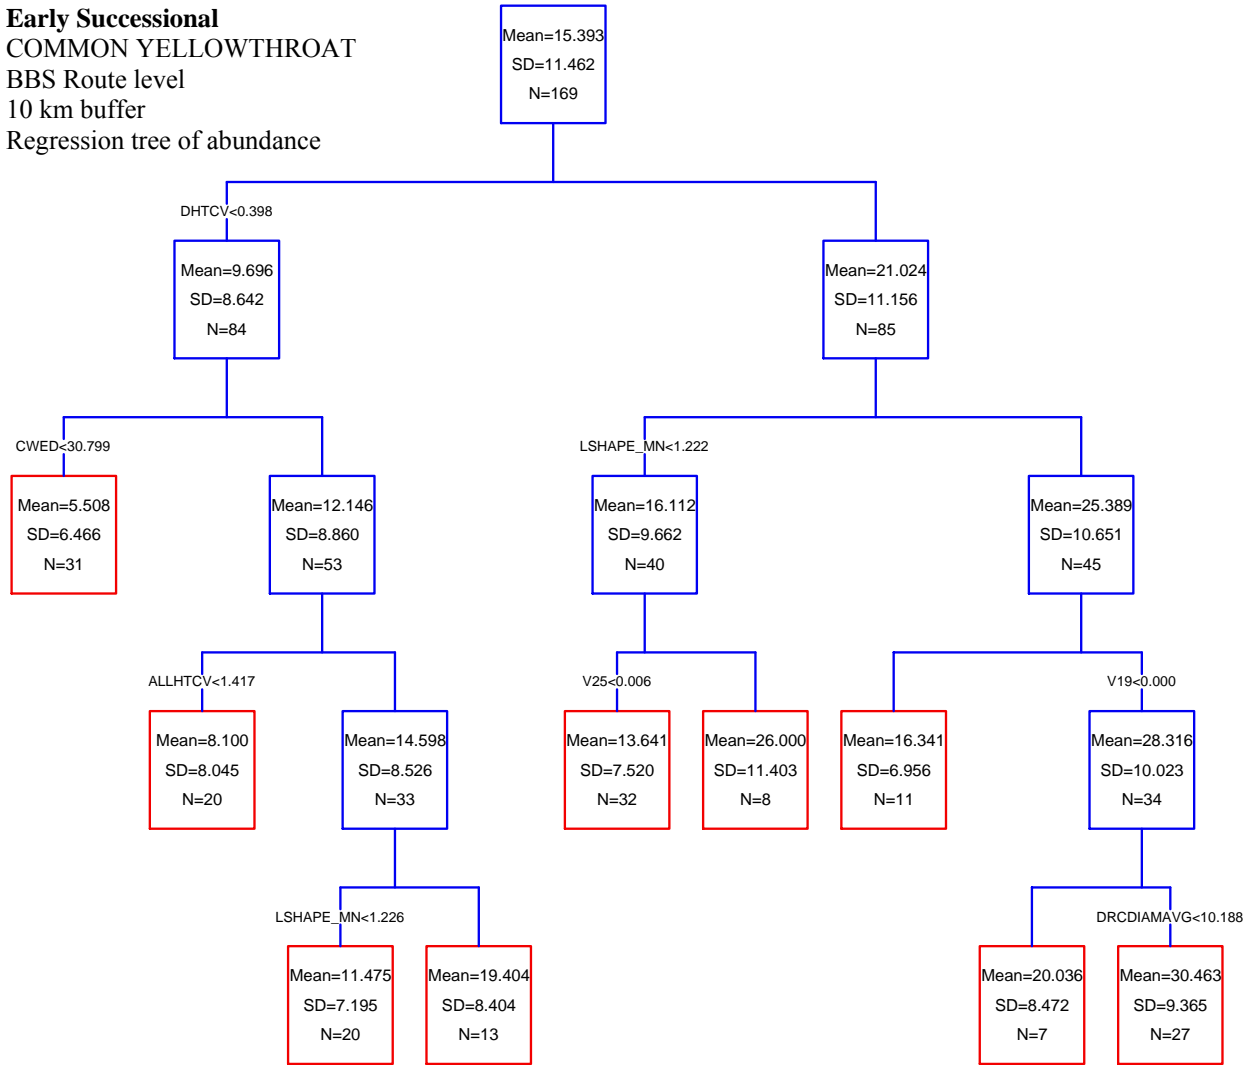 Early Successional
COMMON YELLOWTHROAT
BBS Route level
10 km buffer
Regression tree of abundance
Mean=15.393
SD=11.462
N=169
DHTCV<0.398
Mean=9.696
SD=8.642
N=84
Mean=21.024
SD=11.156
N=85
CWED<30.799
LSHAPE_MN<1.222
Mean=5.508
SD=6.466
N=31
Mean=12.146
SD=8.860
N=53
Mean=16.112
SD=9.662
N=40
Mean=25.389
SD=10.651
N=45
ALLHTCV<1.417
V25<0.006
V19<0.000
Mean=8.100
SD=8.045
N=20
Mean=14.598
SD=8.526
N=33
Mean=13.641
SD=7.520
N=32
Mean=26.000
SD=11.403
N=8
Mean=16.341
SD=6.956
N=11
Mean=28.316
SD=10.023
N=34
LSHAPE_MN<1.226
DRCDIAMAVG<10.188
Mean=11.475
SD=7.195
N=20
Mean=19.404
SD=8.404
N=13
Mean=20.036
SD=8.472
N=7
Mean=30.463
SD=9.365
N=27